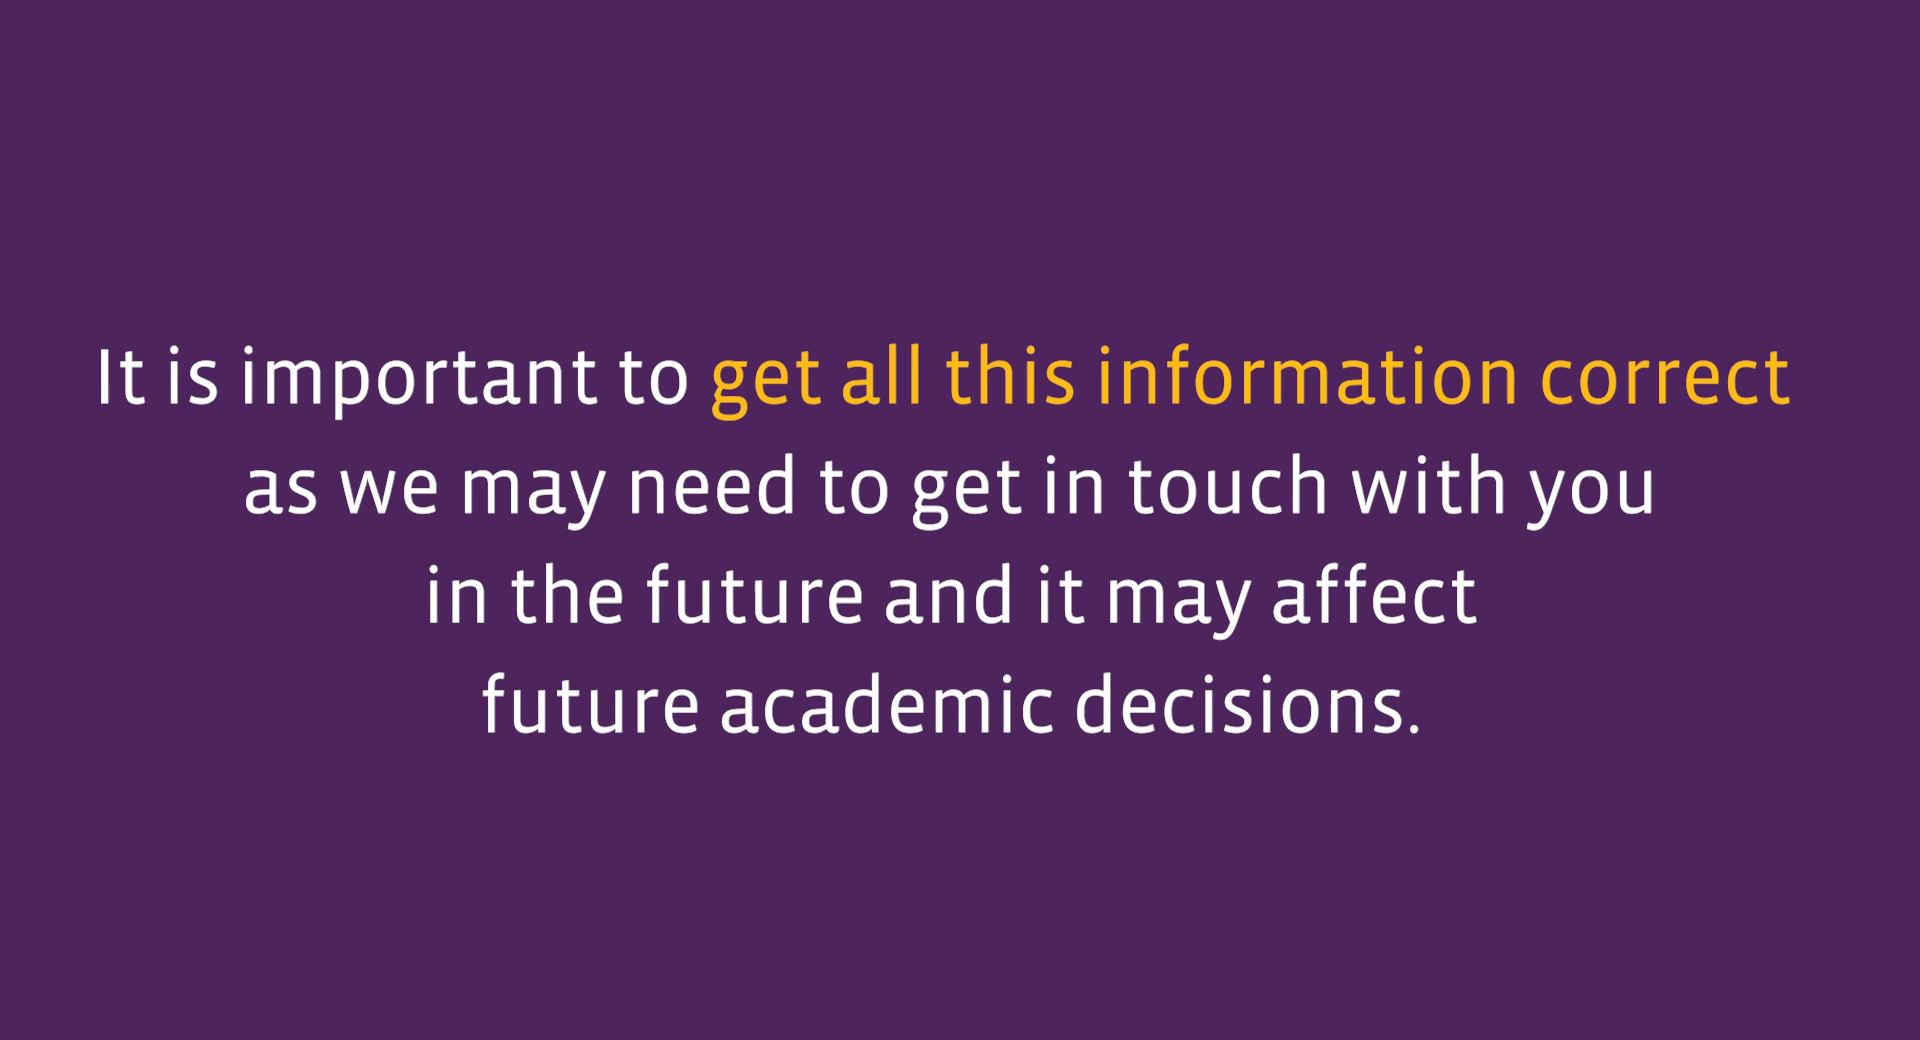 It is important to get all this information correct
as we may need to get in touch with you
in the future and it may affect
future academic decisions.